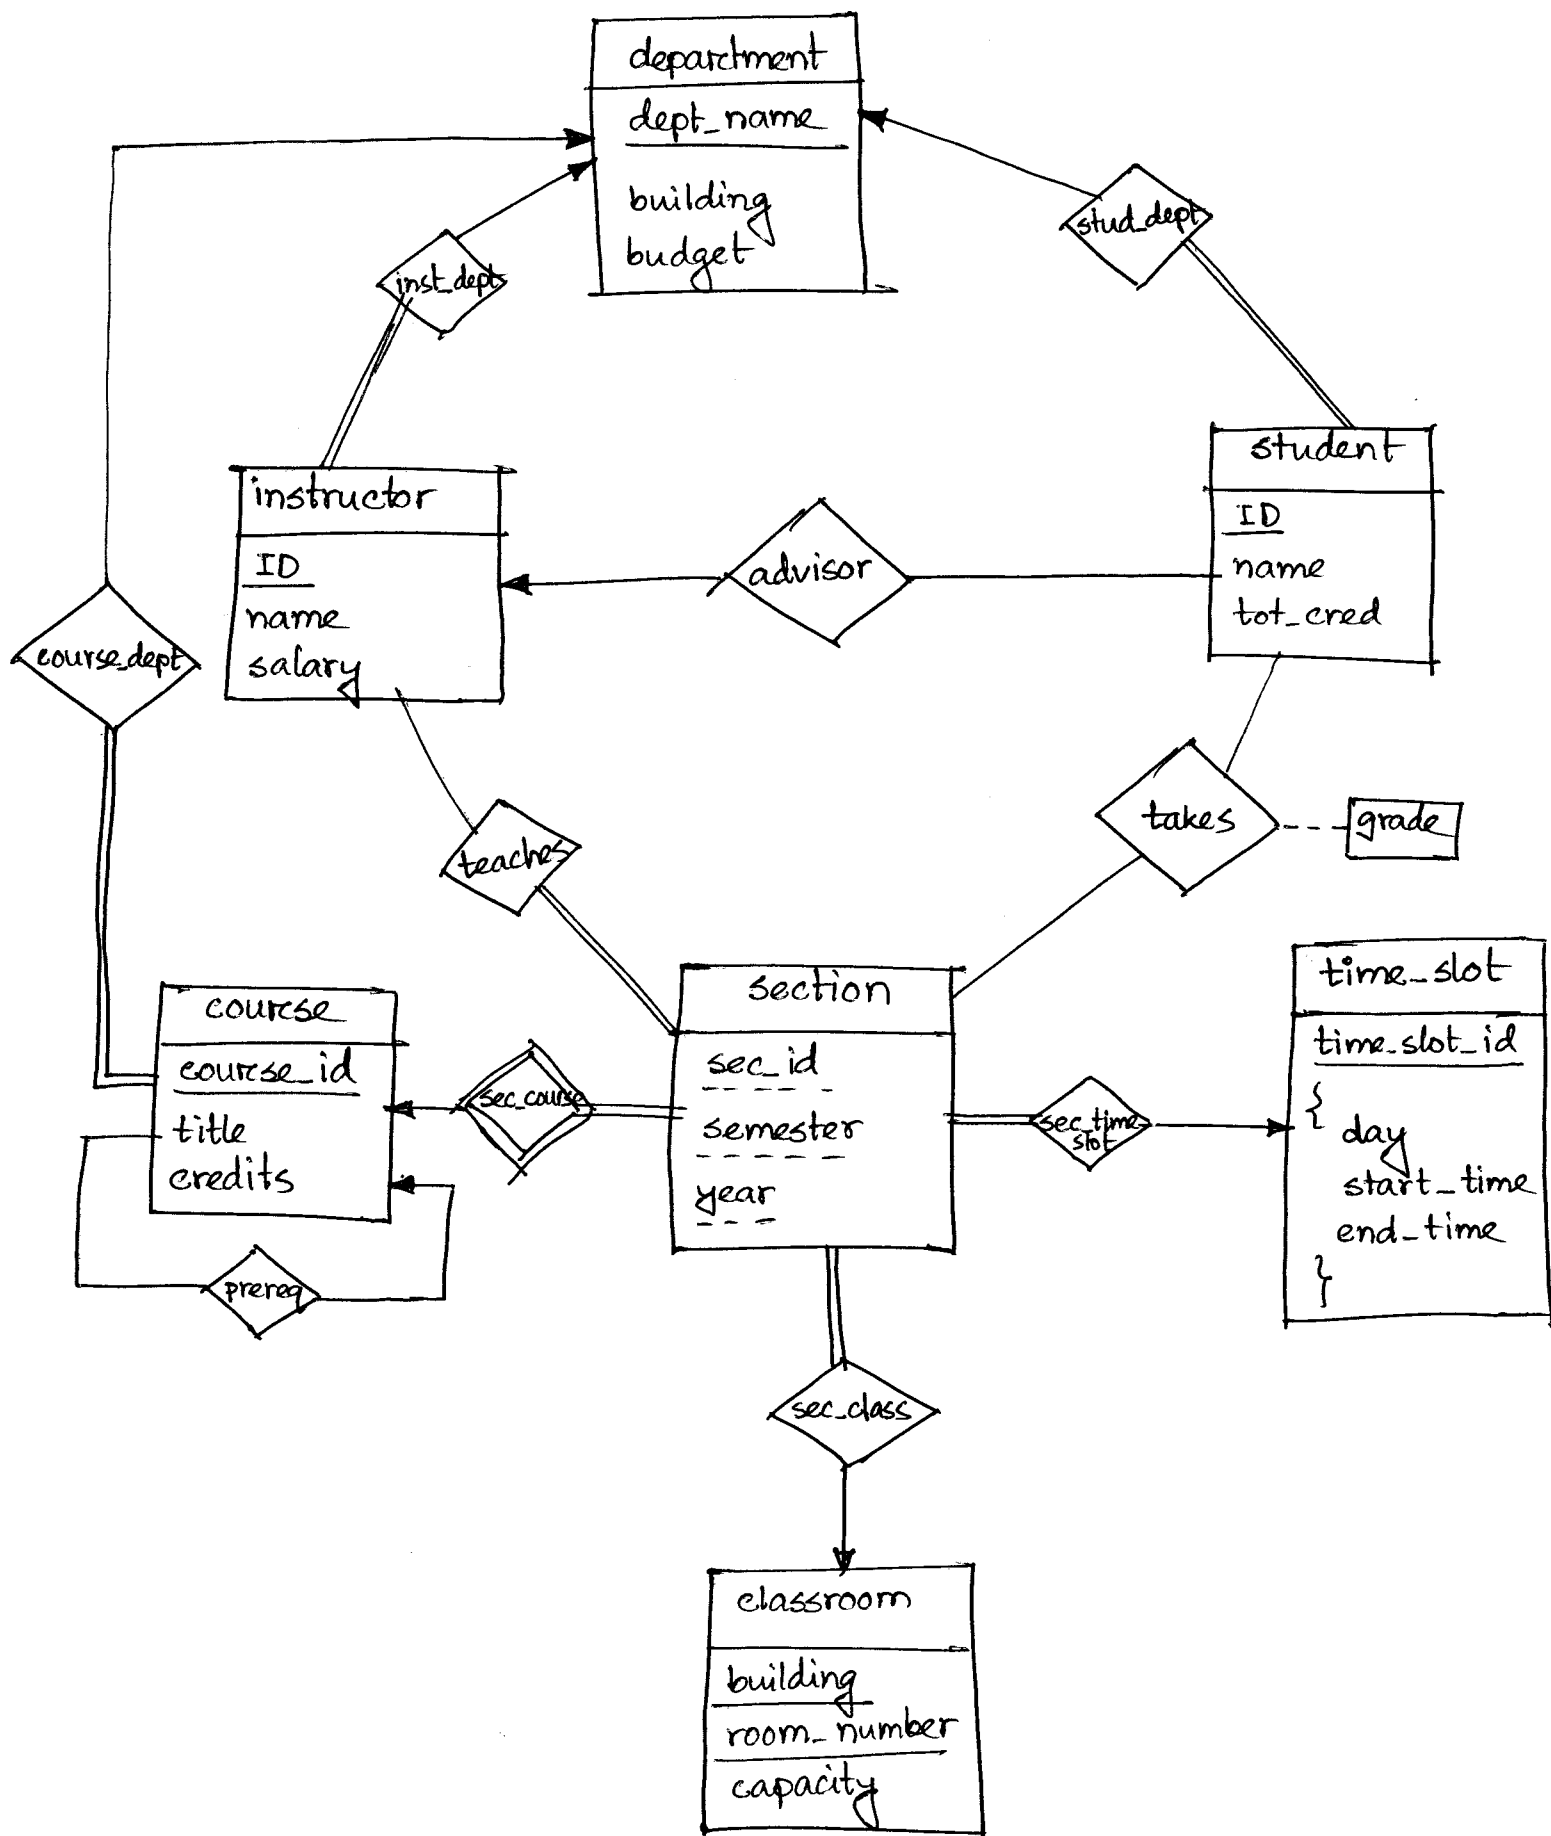 department
dept_name
building
budget
stud_dept
inst_dept
student
ID
name
tot_cred
instructor
ID
name
salary
advisor
course_dept
takes
grade
teaches
section
sec_id
semester
year
time_slot
time_slot_id
{
day
start_time
end_time
}
course
course_id
title
credits
sec_course
sec_time_
slot
prereq
sec_class
classroom
building
room_number
capacity